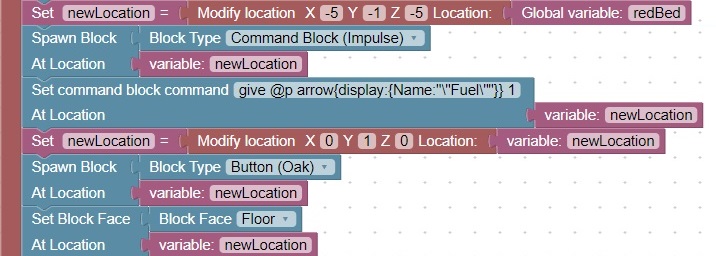 Set newLocation = Modify location X -5 Y -1 Z -5 Location: Global variable: redBed
Spawn Block Block Type Command Block (Impulse)
At Location variable: newLocation
Set command block command give @p arrow{display:{Name:"\"Fuel\""}} 1
At Location variable: newLocation
Set newLocation = Modify location X 0 Y 1 Z 0 Location: variable: newLocation
Spawn Block Block Type Button (Oak)
At Location variable: newLocation
Set Block Face Block Face Floor
At Location variable: newLocation